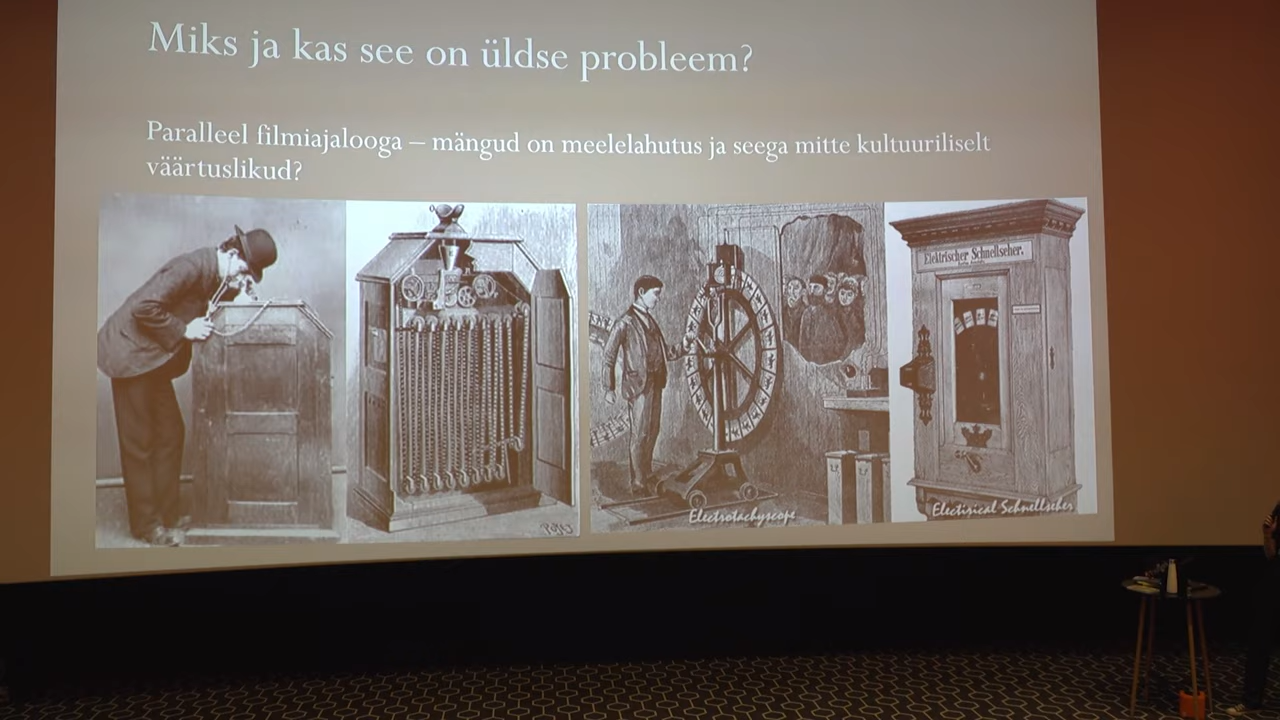 Miks ja kas see on üldse probleem?
Paralleel filmiajalooga – mängud on meelelahutus ja seega mitte kultuuriliselt
väärtuslikud?
Elektrischer Schnellseher.
Electrotachyscope
Electirical Schnellseher